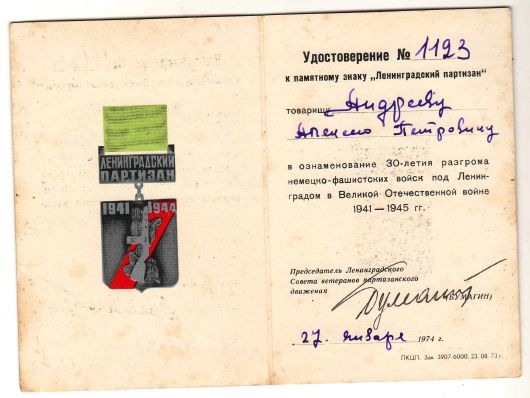 ЛЕНИНГРАДСКИЙ
ПАРТИЗАН
1941 1944
Удостоверение № 1123
к памятному знаку „Ленинградский партизан"
товарищу Андрееву
Алексею Петровичу
в ознаменование 30-летия разгрома
немецко-фашистских войск под Ленин-
градом в Великой Отечественной войне
1941—1945 гг.
Председатель Ленинградского
Совета ветеранов партизанского
движения
(БУМАГИН)
„27" января 1974 г.
ПКЦП. Зак. 3907-6000, 23. 08. 73 г.